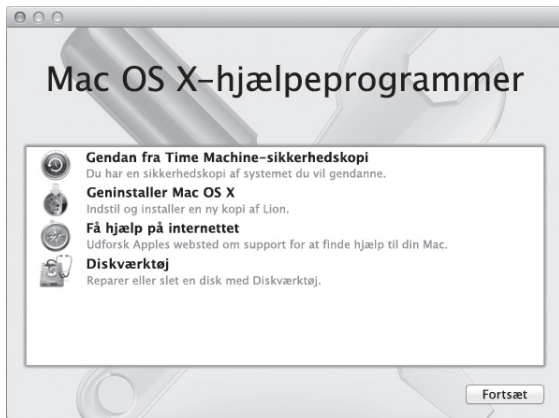 Mac OS X-hjælpeprogrammer
Gendan fra Time Machine-sikkerhedskopi
Du har en sikkerhedskopi af systemet du vil gendanne.
Geninstaller Mac OS X
Indstil og installer en ny kopi af Lion.
Få hjælp på internettet
Udforsk Apples websted om support for at finde hjælp til din Mac.
Diskværktøj
Reparer eller slet en disk med Diskværktøj.
Fortsæt